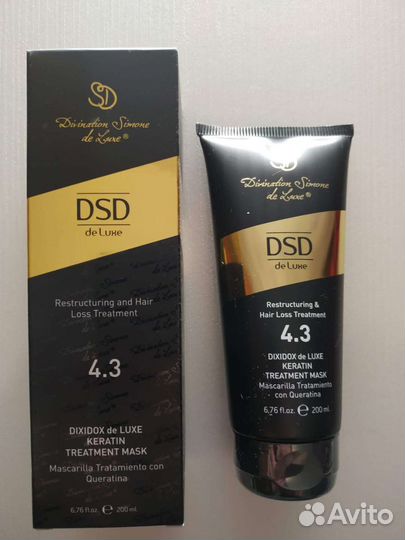 SD
Divination Simone
de Luxe®
DSD
de Luxe
Restructuring and Hair
Loss Treatment
4.3
DIXIDOX de LUXE
KERATIN
TREATMENT MASK
Mascarilla Tratamiento con
Queratina
6.76 fl.oz. ℮ 200 ml
SD
Divination Simone
de Luxe®
DSD
de Luxe
Restructuring &
Hair Loss Treatment
4.3
DIXIDOX de LUXE
KERATIN
TREATMENT MASK
Mascarilla Tratamiento
con Queratina
6,76 fl.oz. ℮ 200 ml
Avito